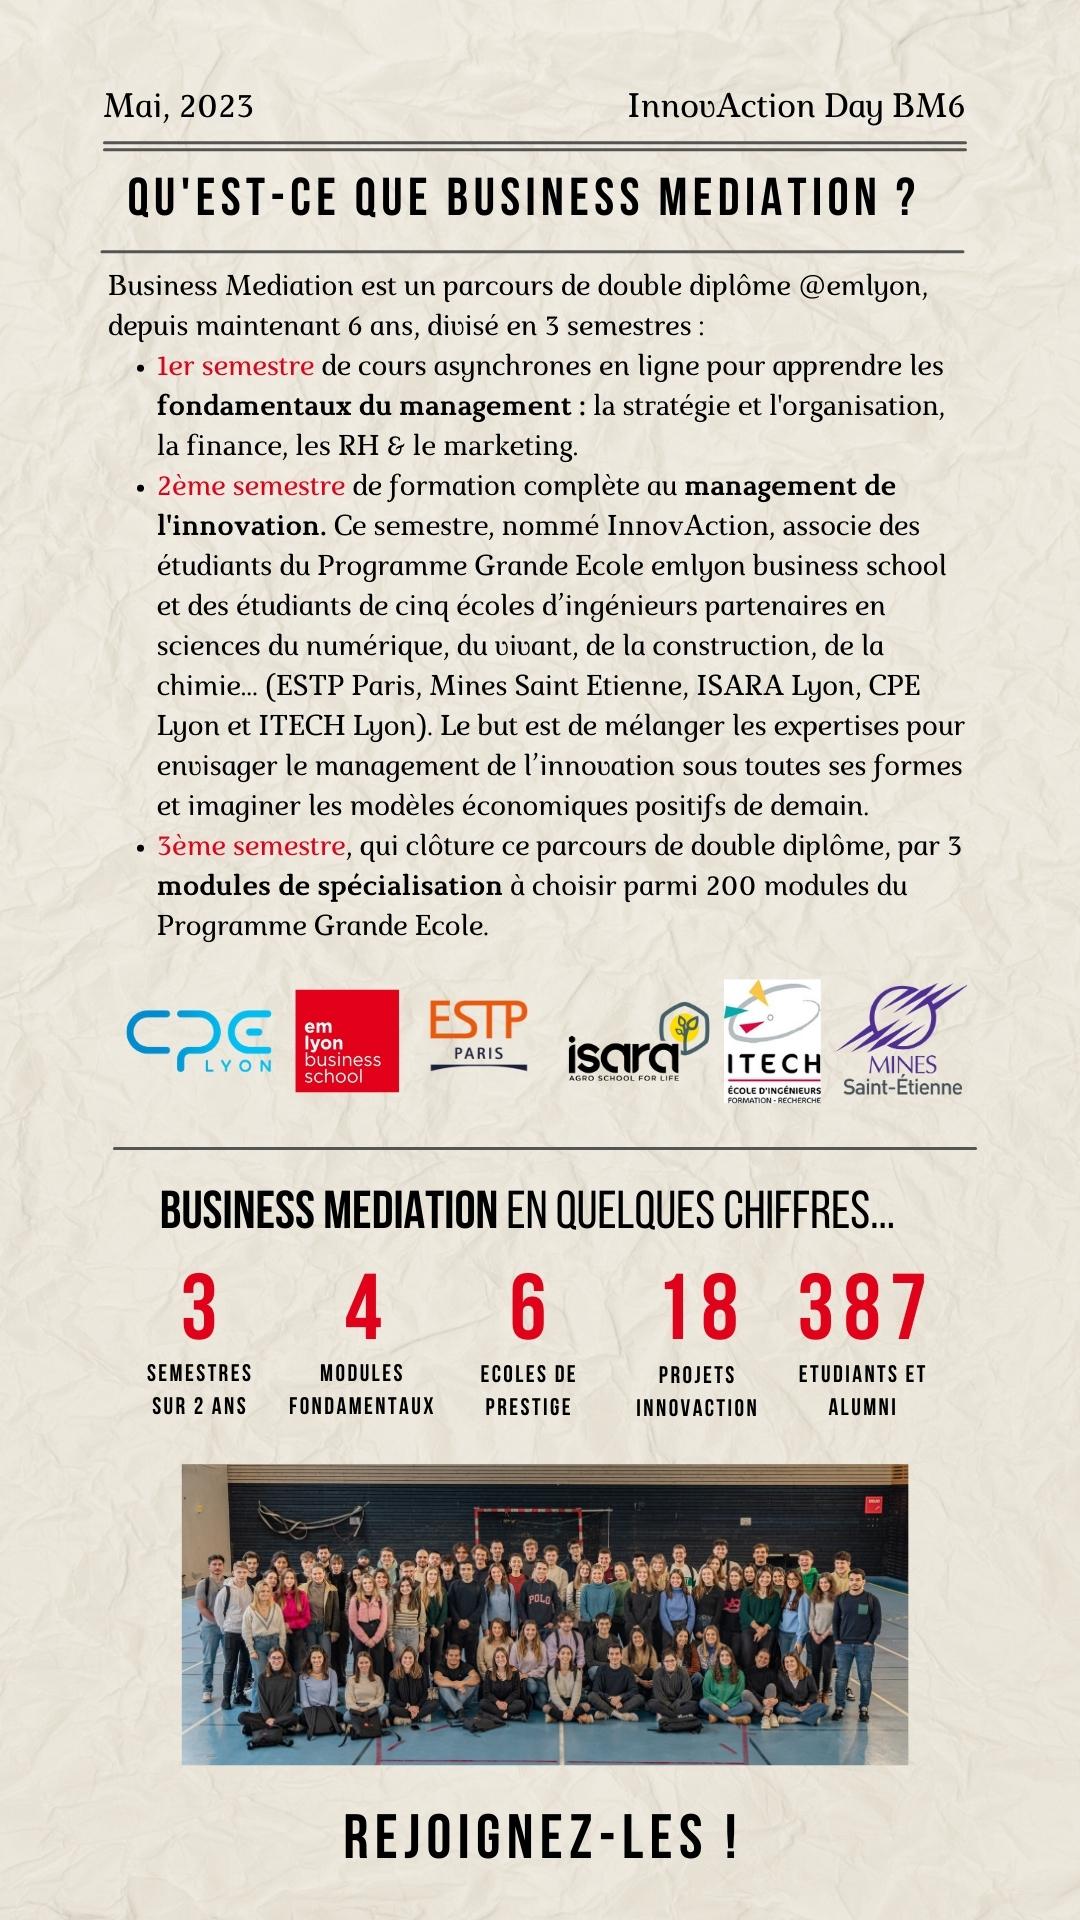 Mai, 2023
InnovAction Day BM6
QU'EST-CE QUE BUSINESS MEDIATION ?
Business Mediation est un parcours de double diplôme @emlyon,
depuis maintenant 6 ans, divisé en 3 semestres :
• 1er semestre de cours asynchrones en ligne pour apprendre les
fondamentaux du management : la stratégie et l'organisation,
la finance, les RH & le marketing.
• 2ème semestre de formation complète au management de
l'innovation. Ce semestre, nommé InnovAction, associe des
étudiants du Programme Grande Ecole emlyon business school
et des étudiants de cinq écoles d’ingénieurs partenaires en
sciences du numérique, du vivant, de la construction, de la
chimie... (ESTP Paris, Mines Saint Etienne, ISARA Lyon, CPE
Lyon et ITECH Lyon). Le but est de mélanger les expertises pour
envisager le management de l’innovation sous toutes ses formes
et imaginer les modèles économiques positifs de demain.
• 3ème semestre, qui clôture ce parcours de double diplôme, par 3
modules de spécialisation à choisir parmi 200 modules du
Programme Grande Ecole.
CPE
LYON
em
lyon
business
school
ESTP
PARIS
isara
AGRO SCHOOL FOR LIFE
ITECH
ÉCOLE D'INGÉNIEURS
FORMATION - RECHERCHE
MINES
Saint-Étienne
BUSINESS MEDIATION EN QUELQUES CHIFFRES...
3
SEMESTRES
SUR 2 ANS
4
MODULES
FONDAMENTAUX
6
ECOLES DE
PRESTIGE
18
PROJETS
INNOVACTION
387
ETUDIANTS ET
ALUMNI
POLO
REJOIGNEZ-LES !